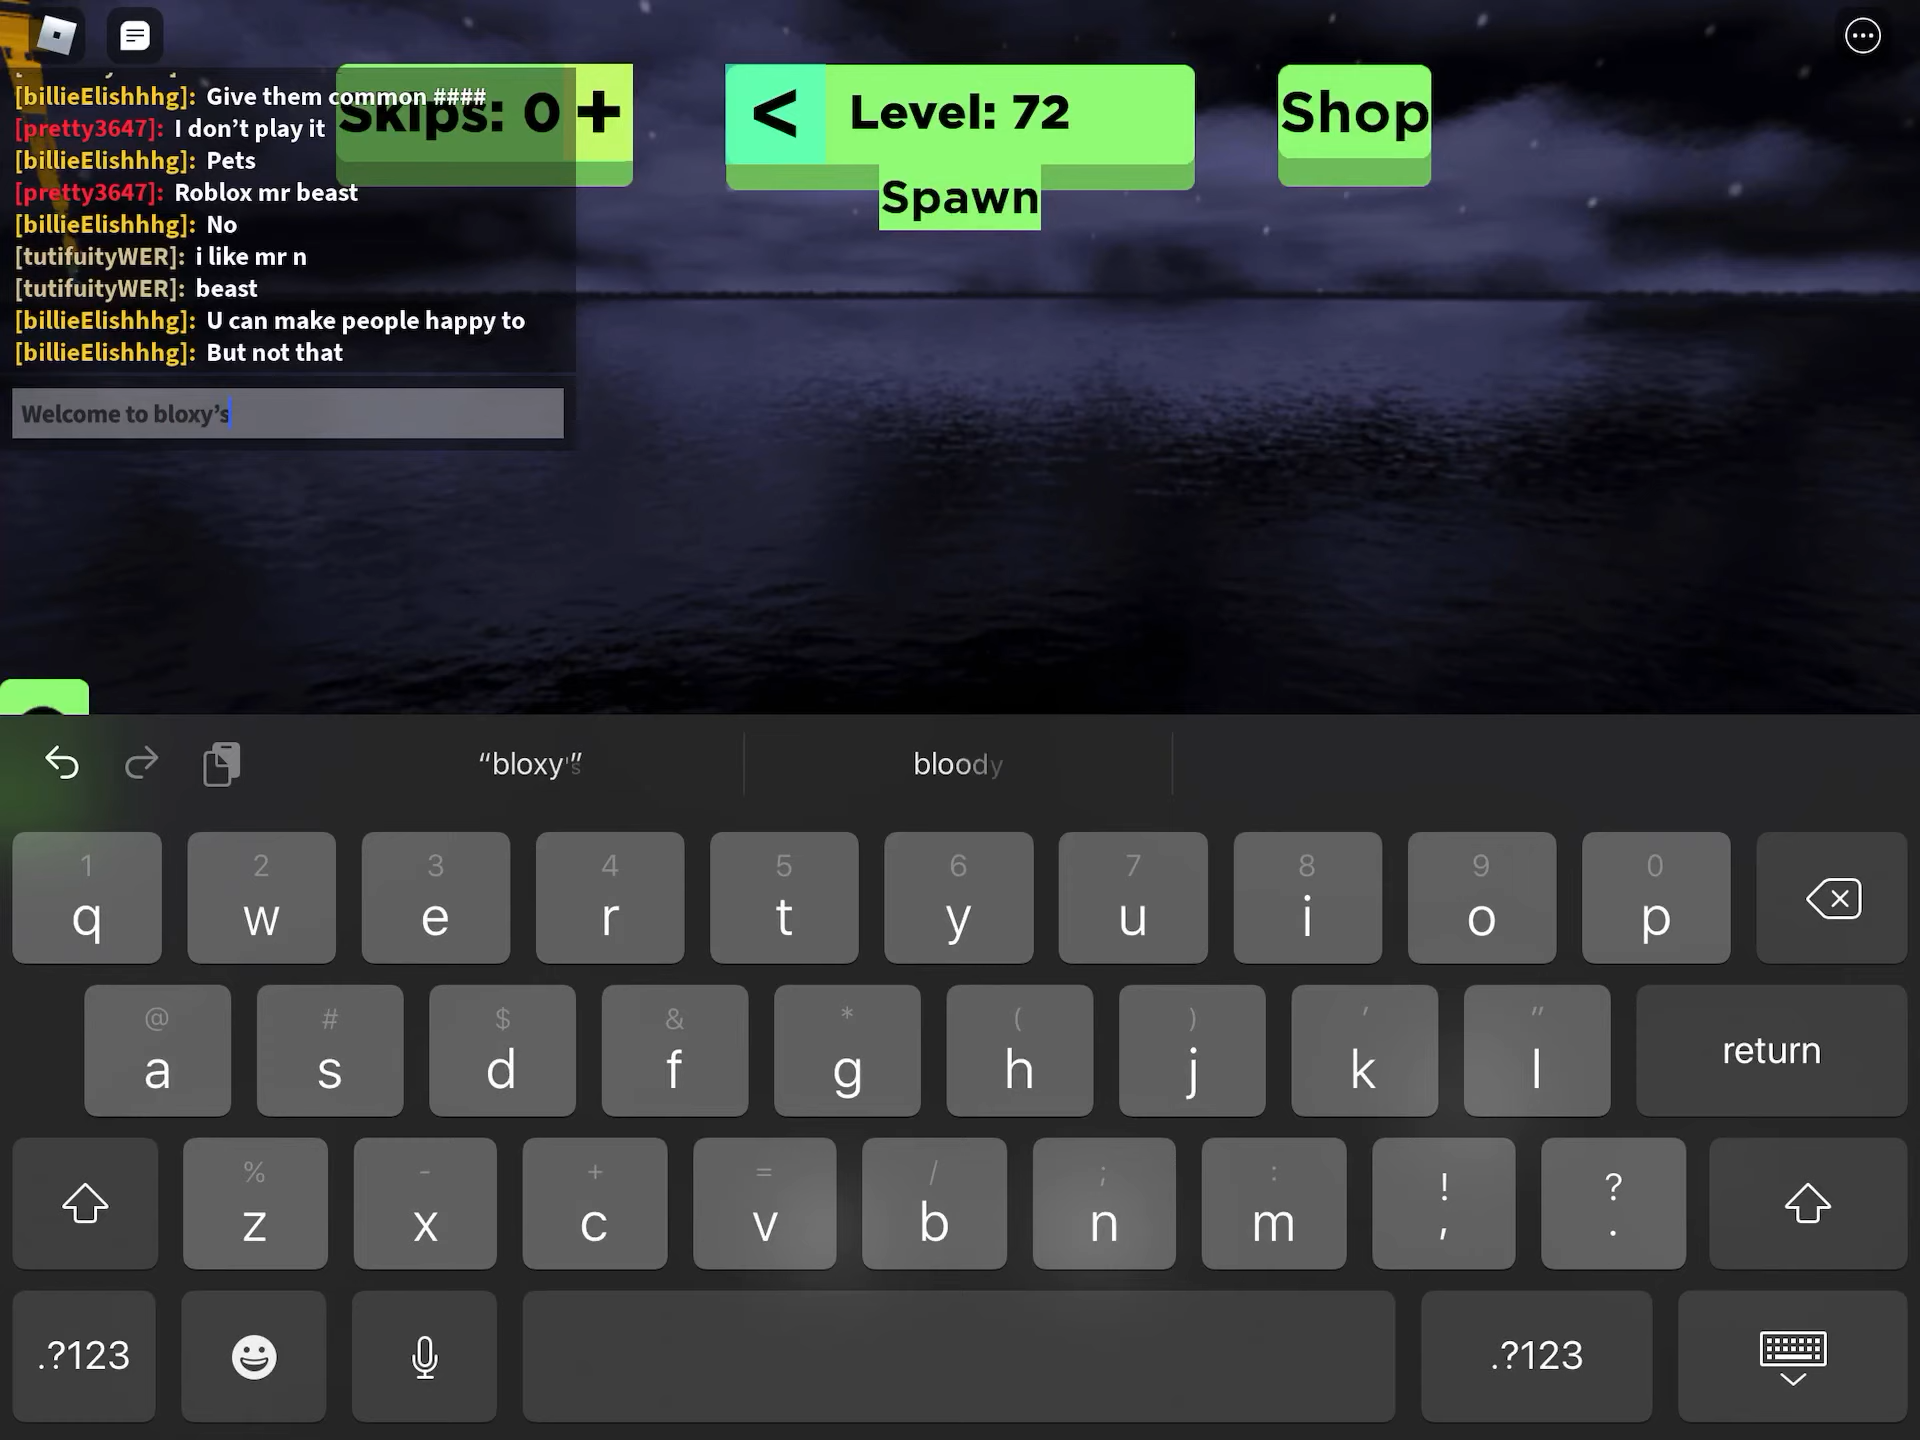 [billieElishhhg]: Give them common ####
[pretty3647]: I don't play it
[billieElishhhg]: Pets
[pretty3647]: Roblox mr beast
[billieElishhhg]: No
[tutifuityWER]: i like mr n
[tutifuityWER]: beast
[billieElishhhg]: U can make people happy to
[billieElishhhg]: But not that
Welcome to bloxy's
Skips: 0 +
< Level: 72
Spawn
Shop
“bloxy's” bloody
1 2 3 4 5 6 7 8 9 0
q w e r t y u i o p
@ # $ & * ( ) ' "
a s d f g h j k l return
% - + = / ; : ! ?
z x c v b n m , .
.?123 .?123